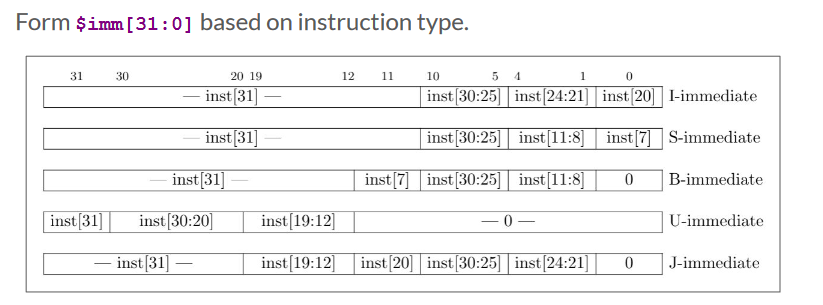 Form $imm[31:0] based on instruction type.
31 30 20 19 12 11 10 5 4 1 0
— inst[31] — inst[30:25] inst[24:21] inst[20] I-immediate
— inst[31] — inst[30:25] inst[11:8] inst[7] S-immediate
— inst[31] — inst[7] inst[30:25] inst[11:8] 0 B-immediate
inst[31] inst[30:20] inst[19:12] — 0 — U-immediate
— inst[31] — inst[19:12] inst[20] inst[30:25] inst[24:21] 0 J-immediate